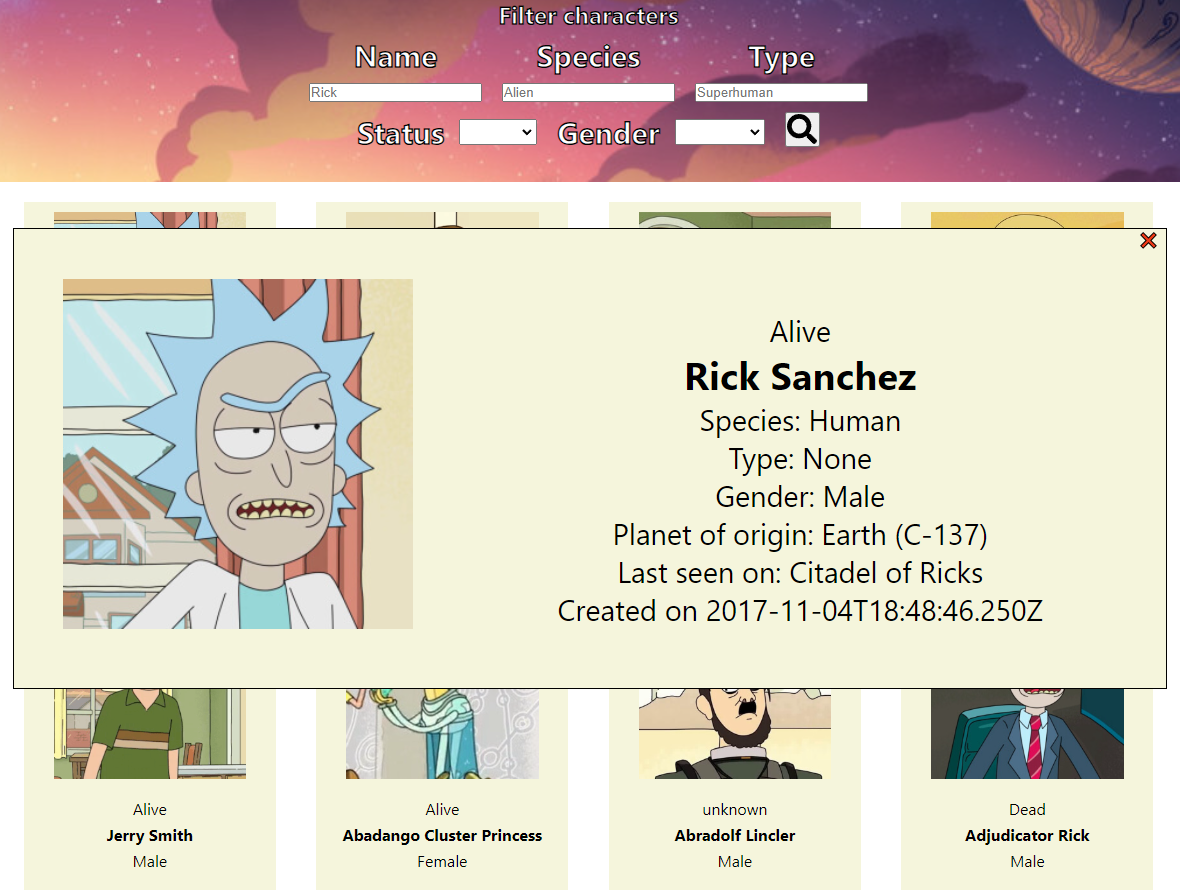 Filter characters
Name Species Type
Rick Alien Superhuman
Status Gender
Alive
Rick Sanchez
Species: Human
Type: None
Gender: Male
Planet of origin: Earth (C-137)
Last seen on: Citadel of Ricks
Created on 2017-11-04T18:48:46.250Z
Alive Alive unknown Dead
Jerry Smith Abadango Cluster Princess Abradolf Lincler Adjudicator Rick
Male Female Male Male